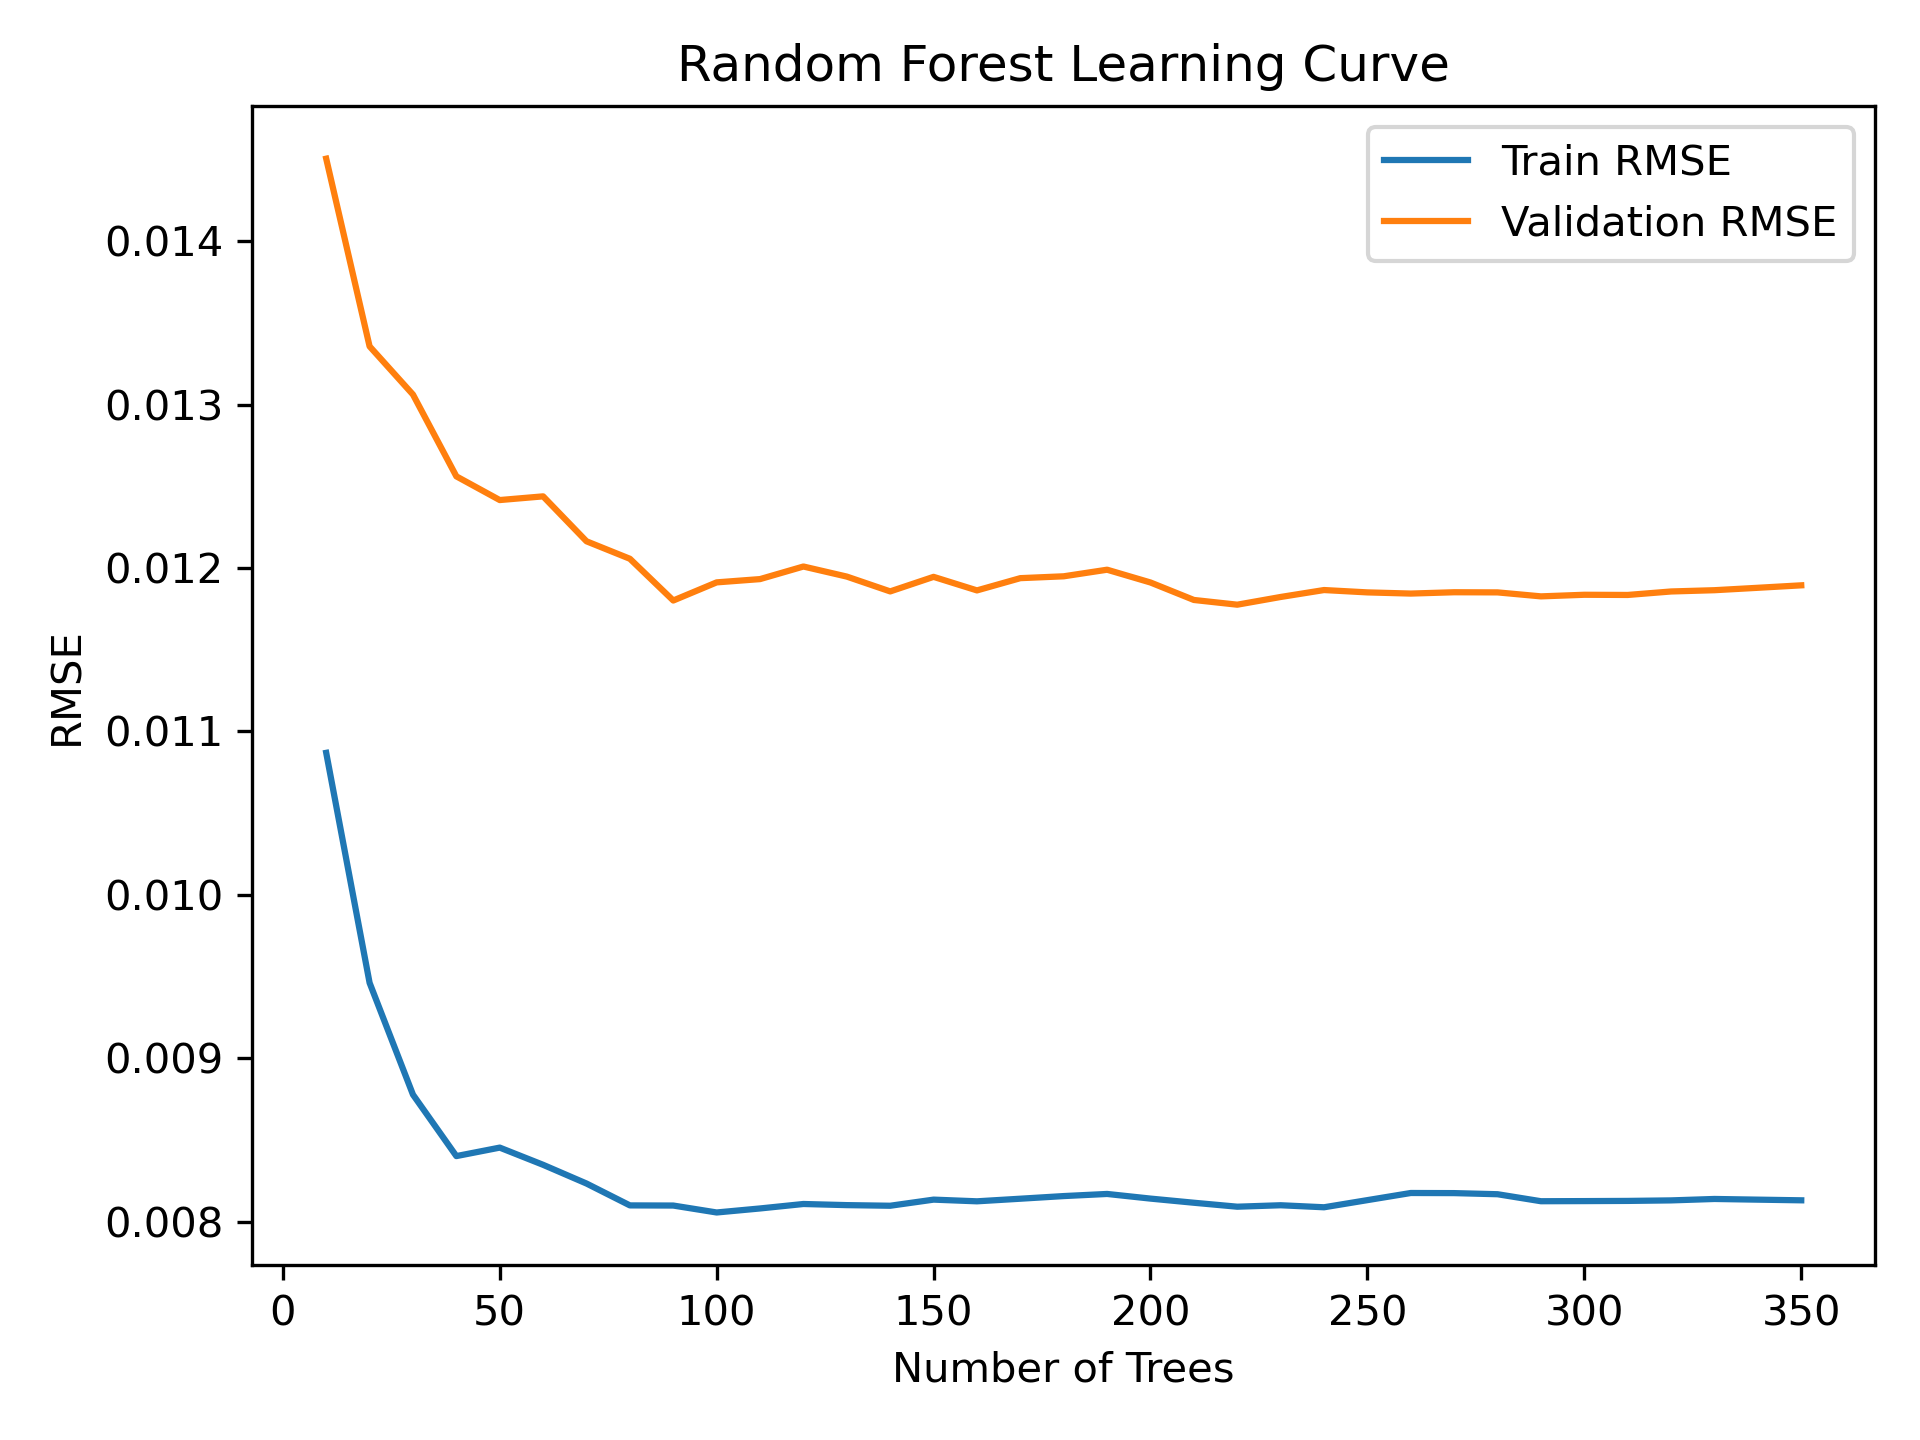 Random Forest Learning Curve
Train RMSE
Validation RMSE
0.014
0.013
0.012
0.011
0.010
0.009
0.008
RMSE
0 50 100 150 200 250 300 350
Number of Trees